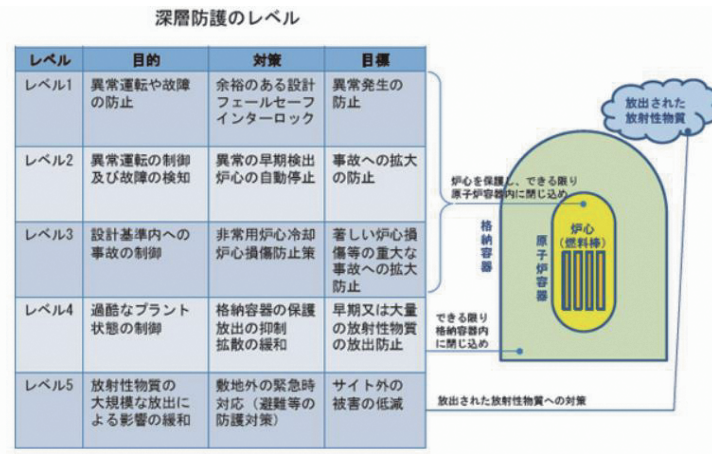 深層防護のレベル
レベル 目的 対策 目標
レベル1
異常運転や故障
の防止
余裕のある設計
フェールセーフ
インターロック
異常発生の
防止
レベル2
異常運転の制御
及び故障の検知
異常の早期検出
炉心の自動停止
事故への拡大
の防止
レベル3
設計基準内への
事故の制御
非常用炉心冷却
炉心損傷防止策
著しい炉心損
傷等の重大な
事故への拡大
防止
レベル4
過酷なプラント
状態の制御
格納容器の保護
放出の抑制
拡散の緩和
早期又は大量
の放射性物質
の放出防止
レベル5
放射性物質の
大規模な放出に
よる影響の緩和
敷地外の緊急時
対応（避難等の
防護対策）
サイト外の
被害の低減
放出された
放射性物質
炉心を保護し、できる限り
原子炉容器内に閉じ込め
格納容器
原子炉容器
炉心
（燃料棒）
できる限り
格納容器内
に閉じ込め
放出された放射性物質への対策